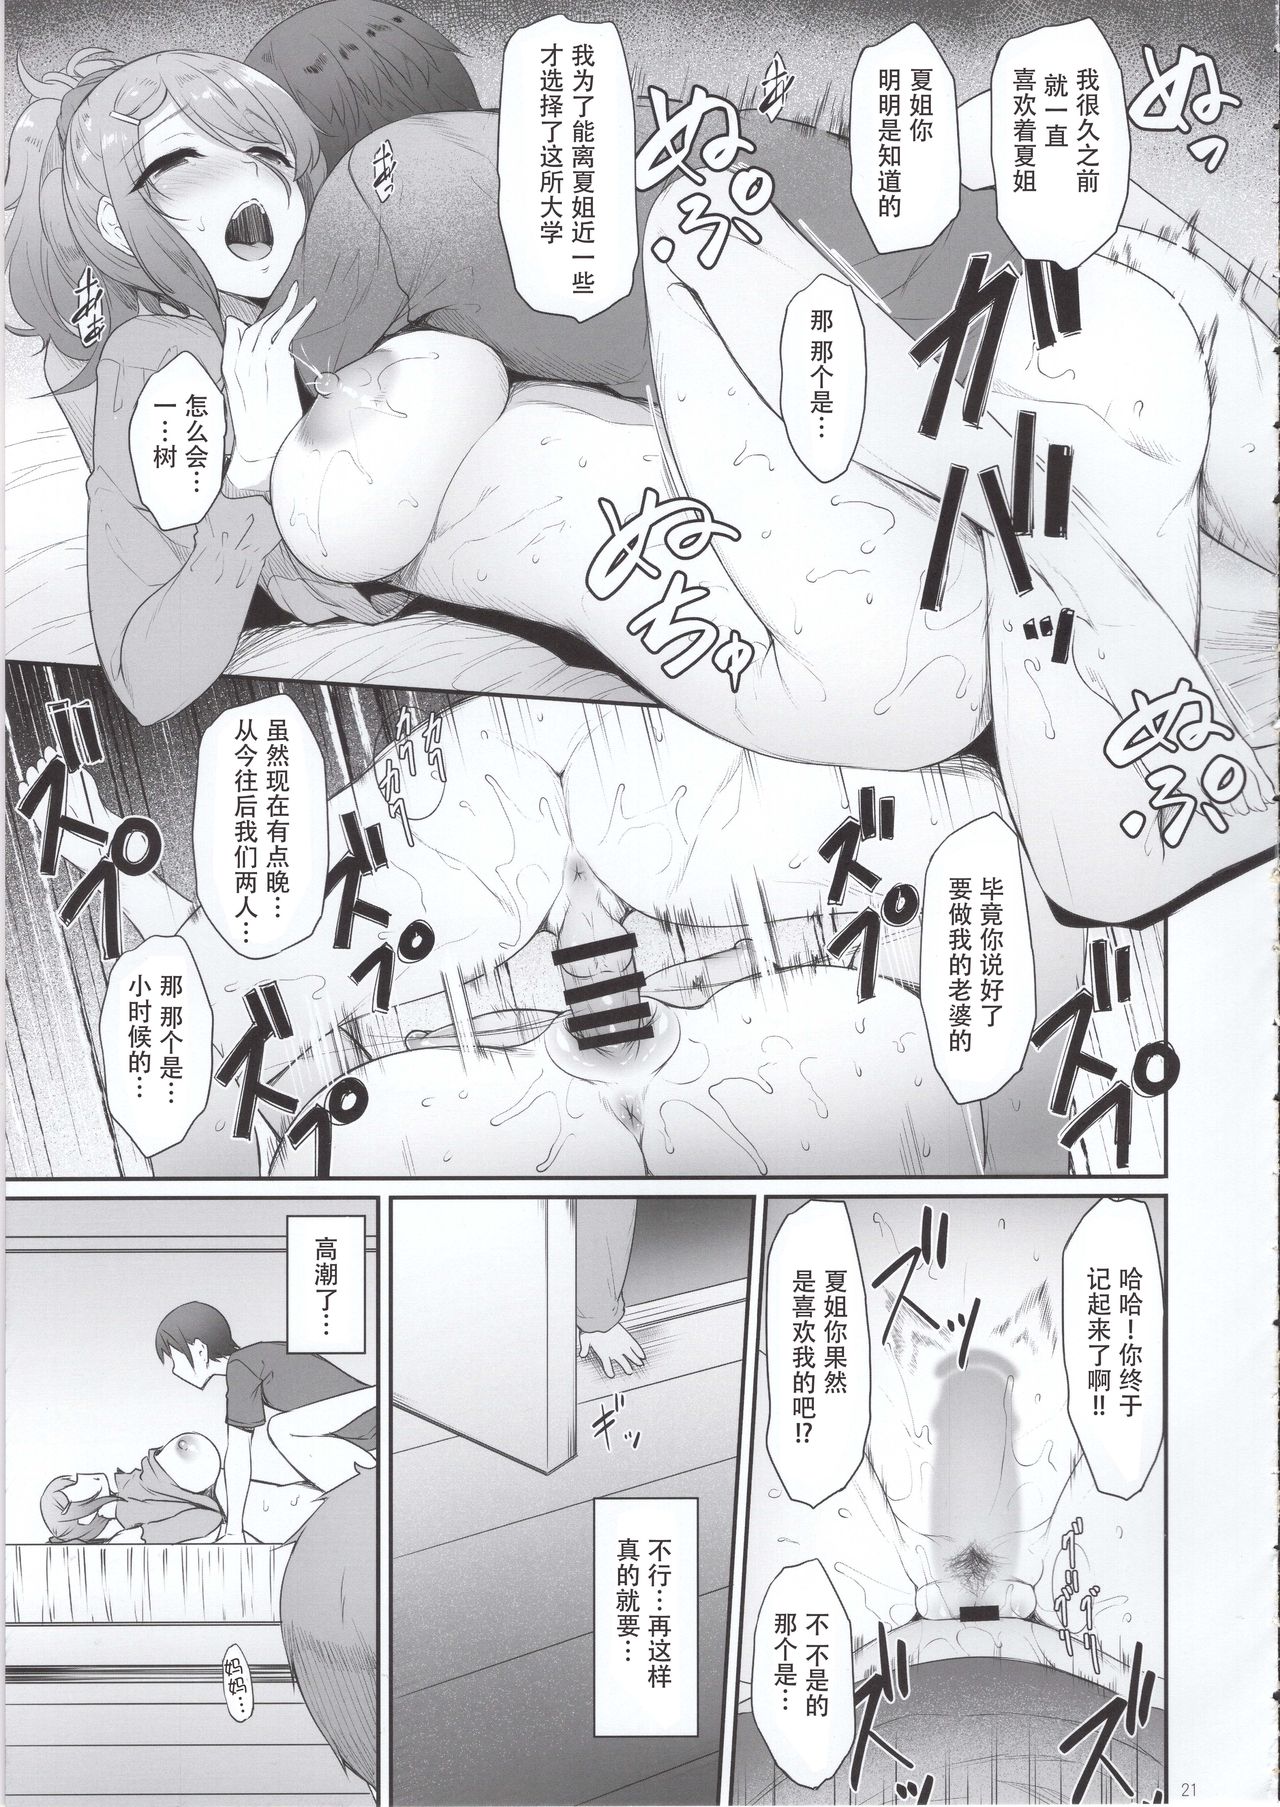 我很久之前
就一直
喜欢着夏姐
夏姐你
明明是知道的
那 那个是…
我为了能离夏姐近一些
才选择了这所大学
怎么会…
一…树
ぬっ
ぬぷ
ガバッ
ぬちゅ
ぬぷ
毕竟你说好了
要做我的老婆的
虽然现在有点晚…
从今往后我们两人…
那 那个是…
小时候的…
ズプ
ズプ
ズプ
ズプ
ズプ
ガクガク
哈哈！你终于
记起来了啊!!
夏姐你果然
是喜欢我的吧!?
不 不是的
那个是…
ズッ
ズッ
ギッ
不行…再这样
真的就要…
高潮了…
妈妈…
21